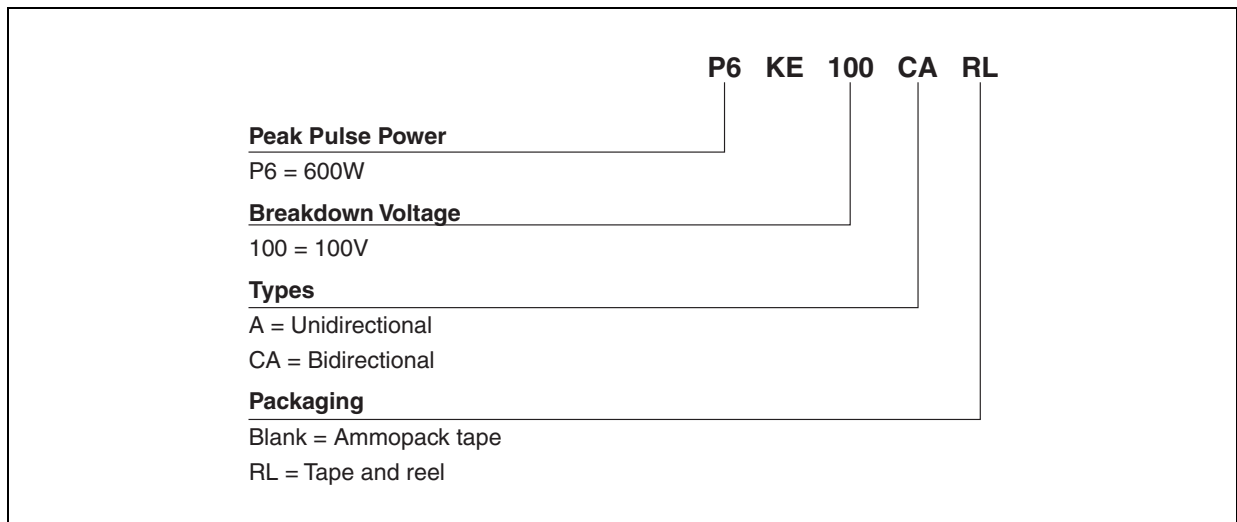 P6 KE 100 CA RL
Peak Pulse Power
P6 = 600W
Breakdown Voltage
100 = 100V
Types
A = Unidirectional
CA = Bidirectional
Packaging
Blank = Ammopack tape
RL = Tape and reel